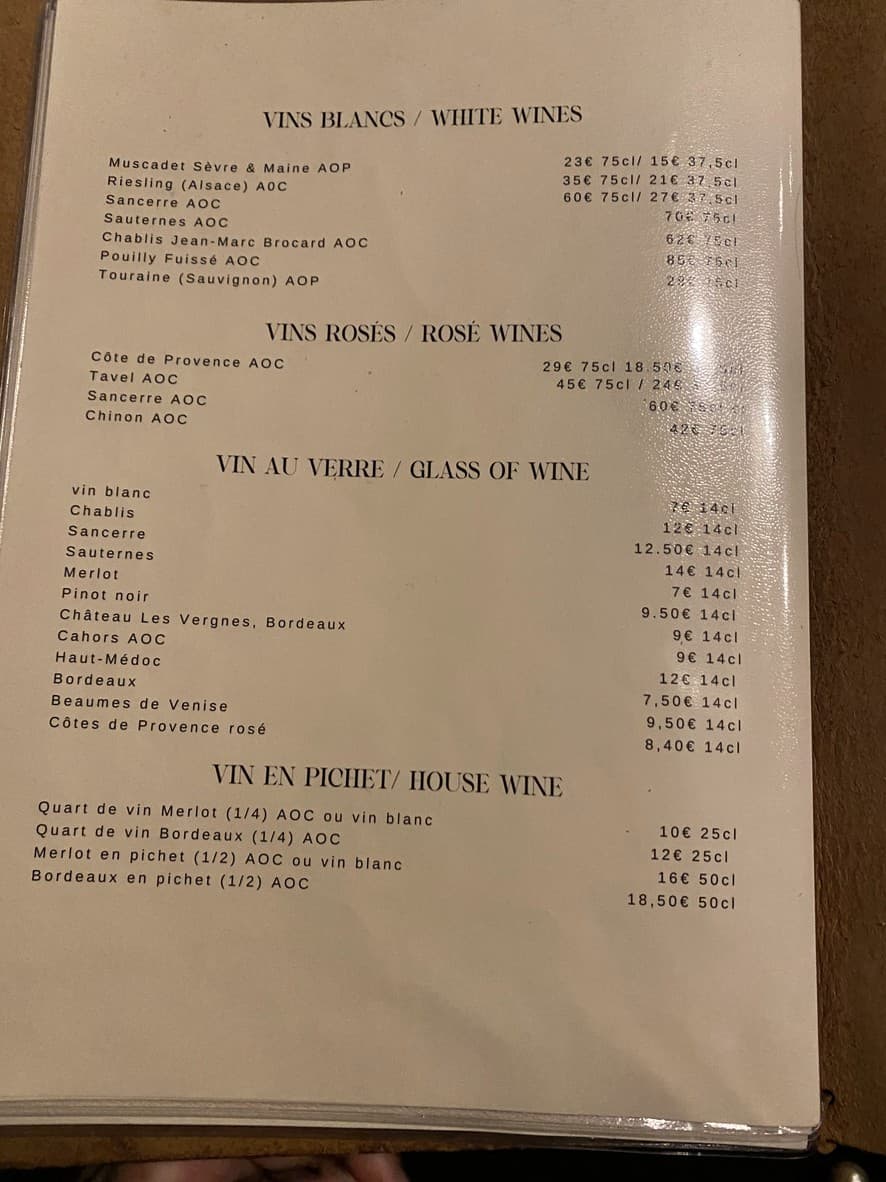 VINS BLANCS / WHITE WINES
Muscadet Sèvre & Maine AOP 23€ 75cl/ 15€ 37,5cl
Riesling (Alsace) AOC 35€ 75cl/ 21€ 37,5cl
Sancerre AOC 60€ 75cl/ 27€ 37,5cl
Sauternes AOC 70€ 75cl
Chablis Jean-Marc Brocard AOC 62€ 75cl
Pouilly Fuissé AOC 75cl
Touraine (Sauvignon) AOP
VINS ROSÉS / ROSÉ WINES
Côte de Provence AOC 29€ 75cl 18.50€
Tavel AOC 45€ 75cl / 24€
Sancerre AOC 60€
Chinon AOC 42€ 75cl
VIN AU VERRE / GLASS OF WINE
vin blanc 7€ 14cl
Chablis 12€ 14cl
Sancerre 12.50€ 14cl
Sauternes 14€ 14cl
Merlot 7€ 14cl
Pinot noir 9.50€ 14cl
Château Les Vergnes, Bordeaux 9€ 14cl
Cahors AOC 9€ 14cl
Haut-Médoc 12€ 14cl
Bordeaux 7,50€ 14cl
Beaumes de Venise 9,50€ 14cl
Côtes de Provence rosé 8,40€ 14cl
VIN EN PICHET/ HOUSE WINE
Quart de vin Merlot (1/4) AOC ou vin blanc 10€ 25cl
Quart de vin Bordeaux (1/4) AOC 12€ 25cl
Merlot en pichet (1/2) AOC ou vin blanc 16€ 50cl
Bordeaux en pichet (1/2) AOC 18,50€ 50cl